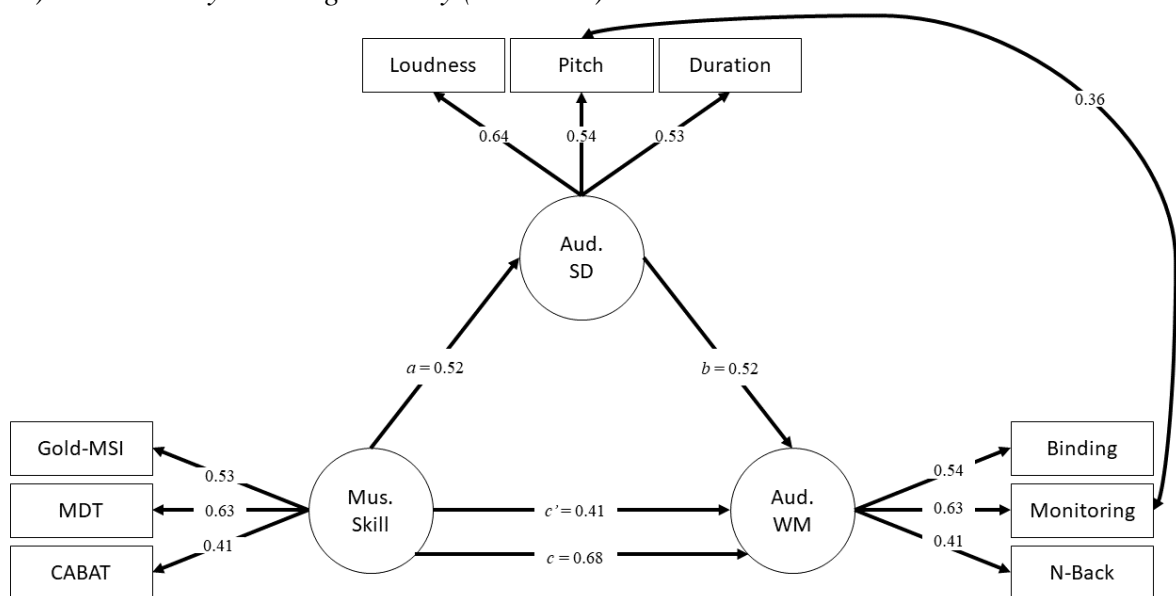 Loudness
Pitch
Duration
0.36
0.64
0.54
0.53
Aud.
SD
a = 0.52
b = 0.52
Gold-MSI
MDT
CABAT
0.53
0.63
0.41
Mus.
Skill
c' = 0.41
c = 0.68
Aud.
WM
0.54
0.63
0.41
Binding
Monitoring
N-Back